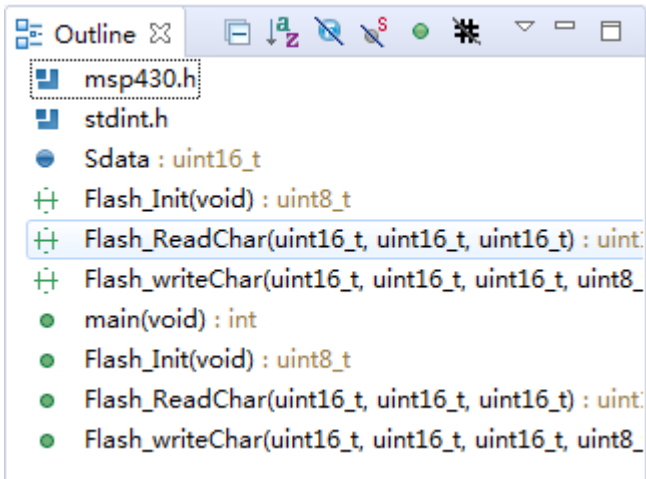 Outline
msp430.h
stdint.h
Sdata : uint16_t
Flash_Init(void) : uint8_t
Flash_ReadChar(uint16_t, uint16_t, uint16_t) : uint
Flash_writeChar(uint16_t, uint16_t, uint16_t, uint8_
main(void) : int
Flash_Init(void) : uint8_t
Flash_ReadChar(uint16_t, uint16_t, uint16_t) : uint
Flash_writeChar(uint16_t, uint16_t, uint16_t, uint8_